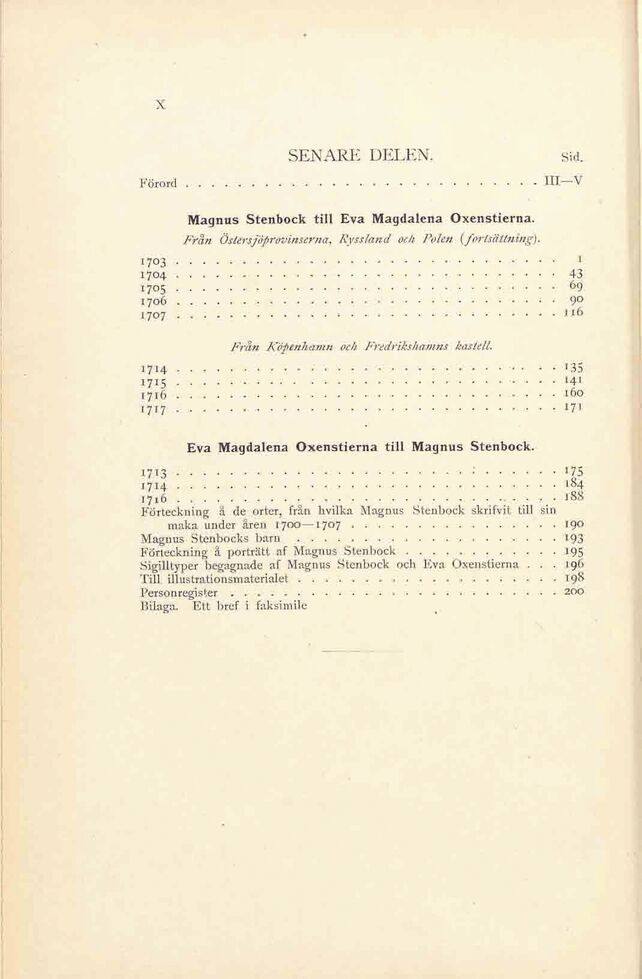 X
SENARE DELEN.
Sid.
Förord . . . . . . . . . . . . . . . . . . . . . . . . . . . III—V
Magnus Stenbock till Eva Magdalena Oxenstierna.
Från Östersjöprovinserna, Ryssland och Polen (fortsättning).
1703 . . . . . . . . . . . . . . . . . . . . . . . . . . . . . 1
1704 . . . . . . . . . . . . . . . . . . . . . . . . . . . . . 43
1705 . . . . . . . . . . . . . . . . . . . . . . . . . . . . . 69
1706 . . . . . . . . . . . . . . . . . . . . . . . . . . . . . 90
1707 . . . . . . . . . . . . . . . . . . . . . . . . . . . . . 116
Från Köpenhamn och Fredrikshamns kastell.
1714 . . . . . . . . . . . . . . . . . . . . . . . . . . . . . 135
1715 . . . . . . . . . . . . . . . . . . . . . . . . . . . . . 141
1716 . . . . . . . . . . . . . . . . . . . . . . . . . . . . . 160
1717 . . . . . . . . . . . . . . . . . . . . . . . . . . . . . 171
Eva Magdalena Oxenstierna till Magnus Stenbock.
1713 . . . . . . . . . . . . . . . . . . . . . . . . . . . . . 175
1714 . . . . . . . . . . . . . . . . . . . . . . . . . . . . . 184
1716 . . . . . . . . . . . . . . . . . . . . . . . . . . . . . 188
Förteckning å de orter, från hvilka Magnus Stenbock skrifvit till sin
maka under åren 1700—1707 . . . . . . . . . . . . . . . . 190
Magnus Stenbocks barn . . . . . . . . . . . . . . . . . . . . 193
Förteckning å porträtt af Magnus Stenbock . . . . . . . . . . . . 195
Sigilltyper begagnade af Magnus Stenbock och Eva Oxenstierna . . . 196
Till illustrationsmaterialet . . . . . . . . . . . . . . . . . . . . 198
Personregister . . . . . . . . . . . . . . . . . . . . . . . . . 200
Bilaga. Ett bref i faksimile